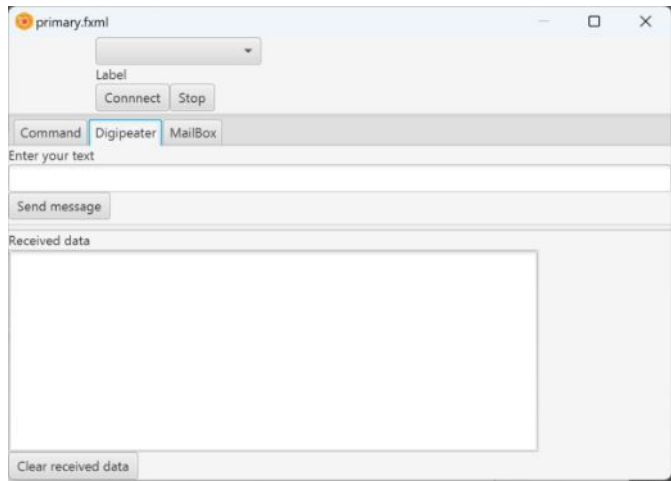 primary.fxml
Label
Connnect Stop
Command Digipeater MailBox
Enter your text
Send message
Received data
Clear received data